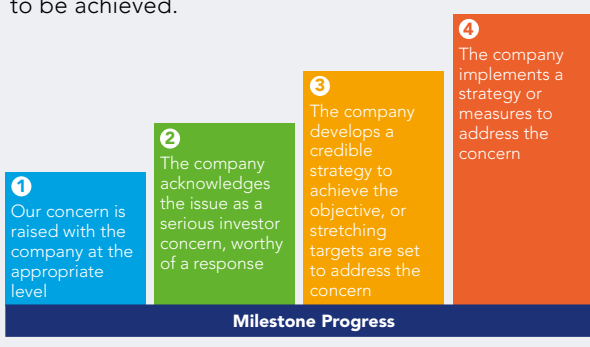 to be achieved.
1
Our concern is
raised with the
company at the
appropriate
level
2
The company
acknowledges
the issue as a
serious investor
concern, worthy
of a response
3
The company
develops a
credible
strategy to
achieve the
objective, or
stretching
targets are set
to address the
concern
4
The company
implements a
strategy or
measures to
address the
concern
Milestone Progress